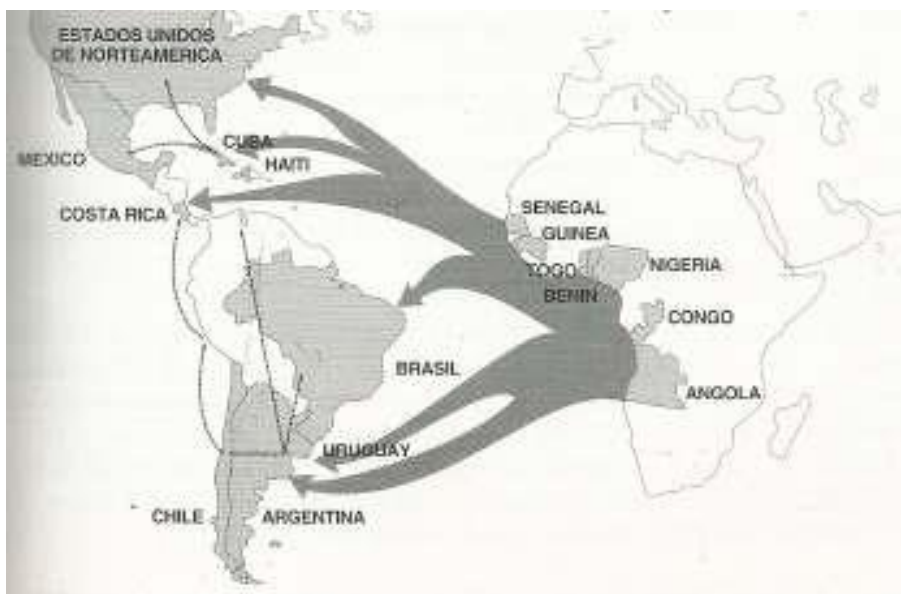 ESTADOS UNIDOS
DE NORTEAMERICA
CUBA
MEXICO
HAITI
COSTA RICA
SENEGAL
GUINEA
TOGO
NIGERIA
BENIN
CONGO
BRASIL
ANGOLA
URUGUAY
CHILE
ARGENTINA